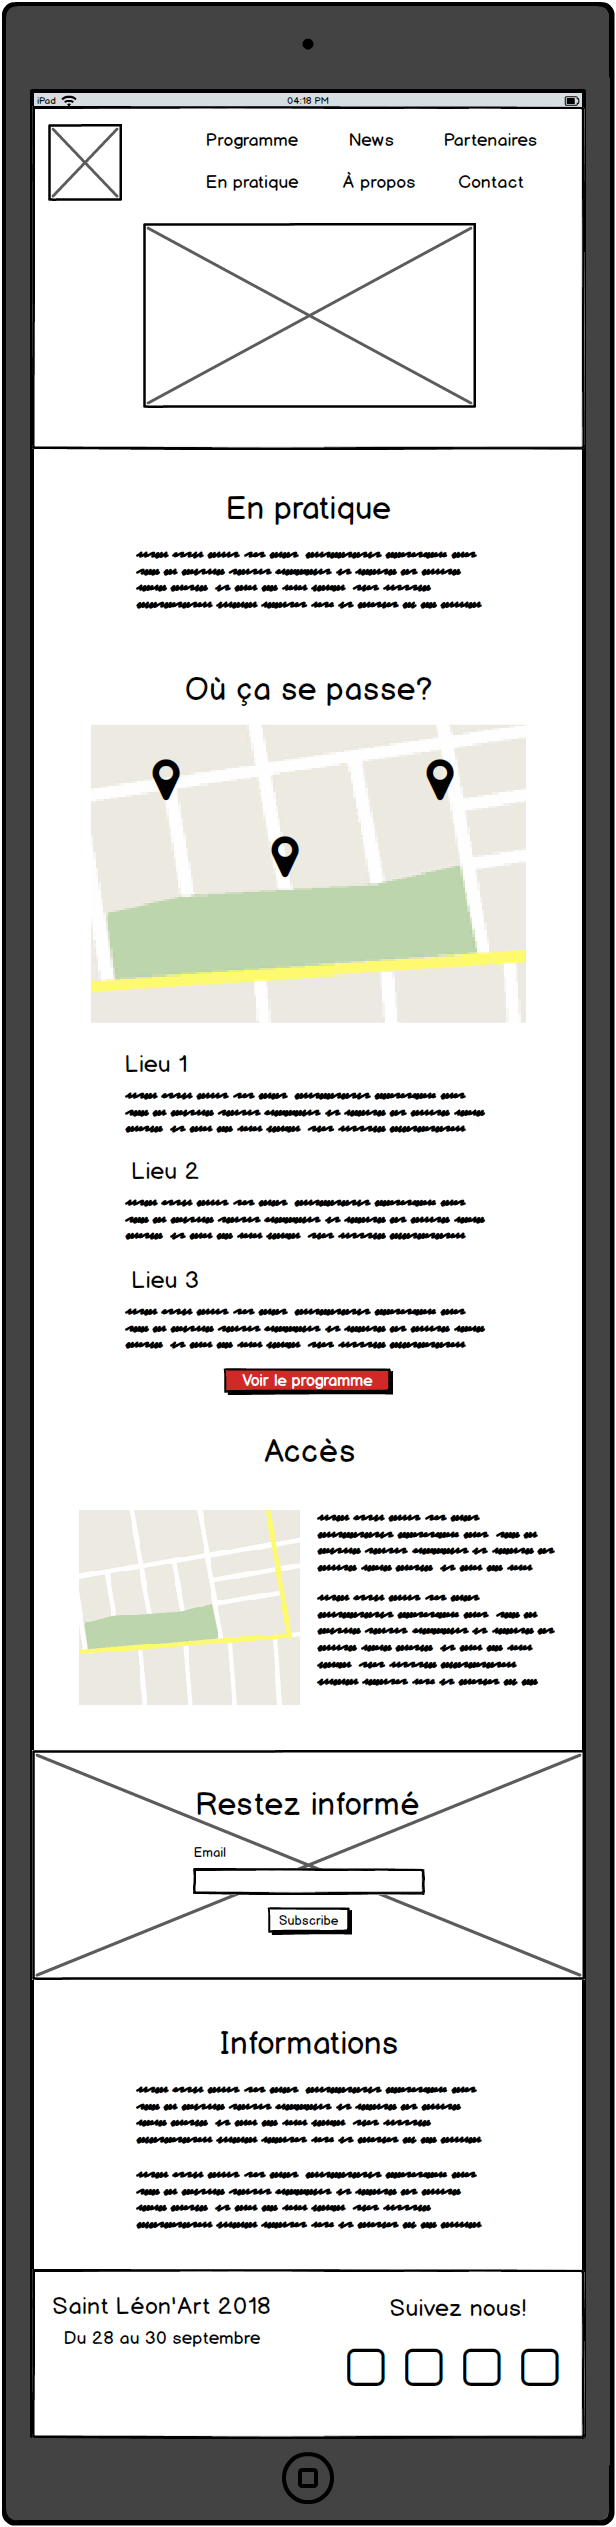 iPad 04:18 PM
Programme News Partenaires
En pratique À propos Contact
En pratique
Où ça se passe?
Lieu 1
Lieu 2
Lieu 3
Voir le programme
Accès
Restez informé
Email
Subscribe
Informations
Saint Léon'Art 2018
Du 28 au 30 septembre
Suivez nous!